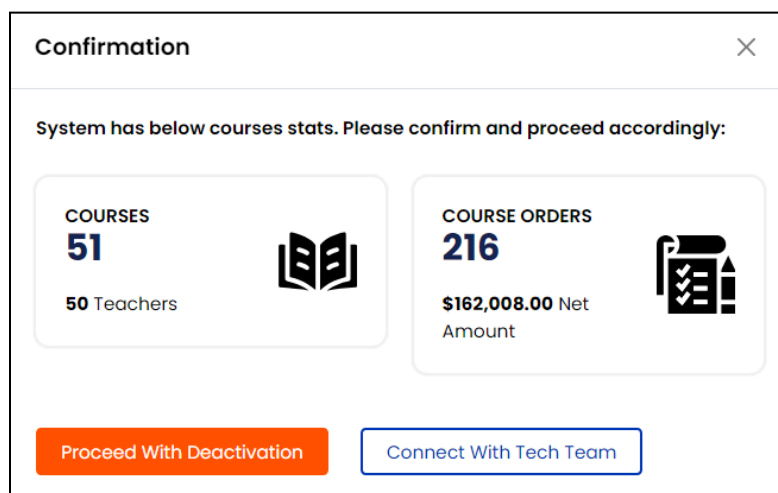 Confirmation
System has below courses stats. Please confirm and proceed accordingly:
COURSES
51
50 Teachers
COURSE ORDERS
216
$162,008.00 Net
Amount
Proceed With Deactivation
Connect With Tech Team